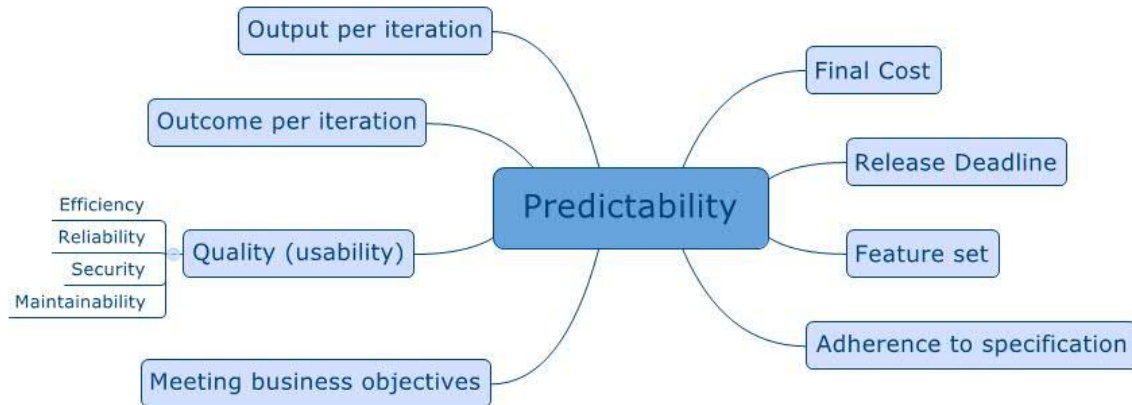 Output per iteration
Final Cost
Outcome per iteration
Release Deadline
Predictability
Efficiency
Reliability
Quality (usability)
Feature set
Security
Maintainability
Adherence to specification
Meeting business objectives